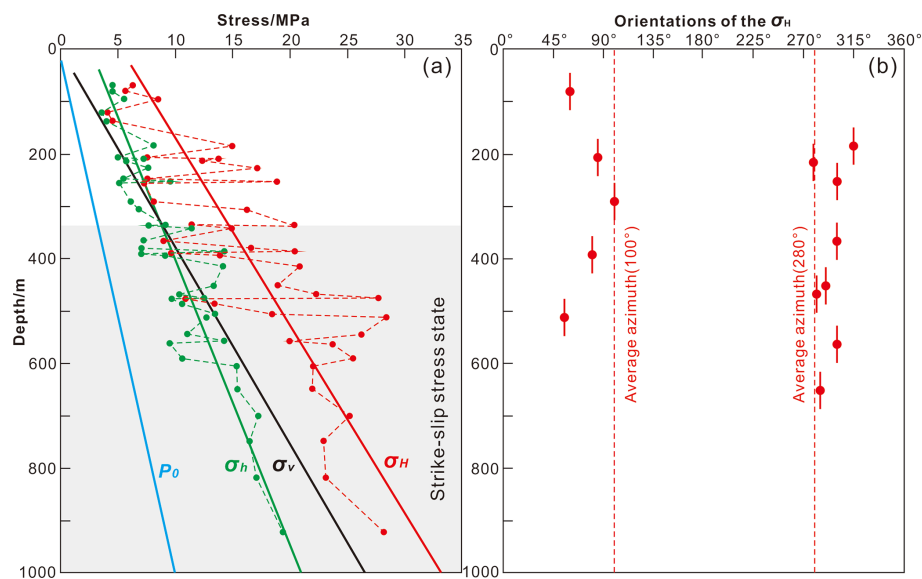 Stress/MPa
0 5 10 15 20 25 30 35
(a)
Depth/m
0
200
400
600
800
1000
P0
σh
σv
σH
Strike-slip stress state
Orientations of the σH
0° 45° 90° 135° 180° 225° 270° 315° 360°
(b)
0
200
400
600
800
1000
Average azimuth(100°)
Average azimuth(280°)